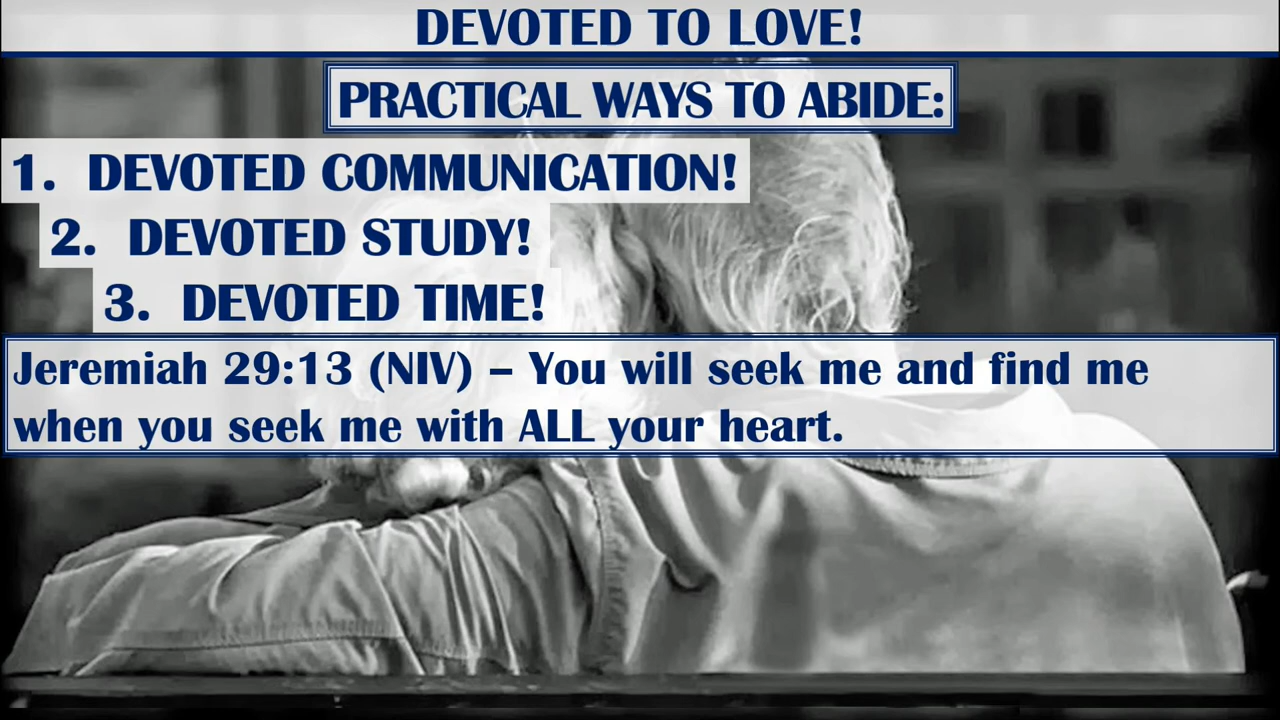 DEVOTED TO LOVE!
PRACTICAL WAYS TO ABIDE:
1. DEVOTED COMMUNICATION!
2. DEVOTED STUDY!
3. DEVOTED TIME!
Jeremiah 29:13 (NIV) – You will seek me and find me
when you seek me with ALL your heart.